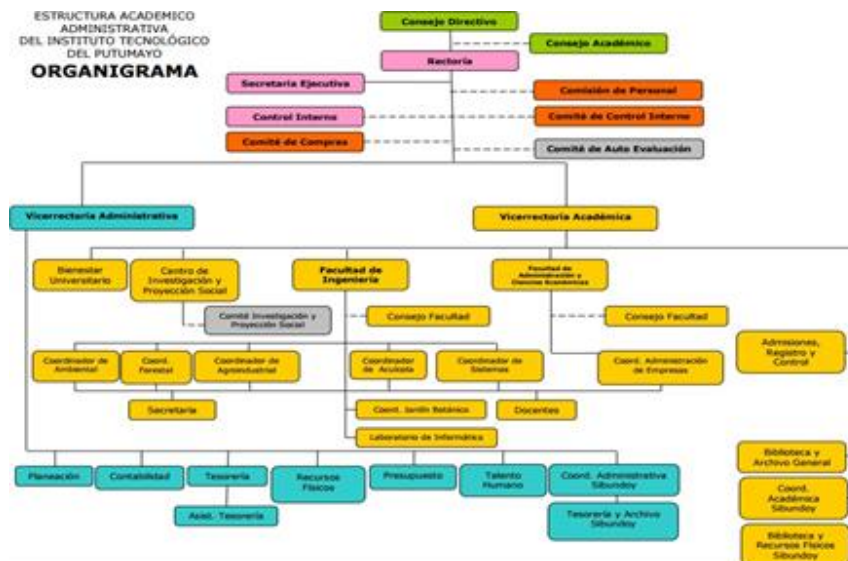 ESTRUCTURA ACADEMICO
ADMINISTRATIVA
DEL INSTITUTO TECNOLÓGICO
DEL PUTUMAYO
ORGANIGRAMA
Consejo Directivo
Consejo Académico
Rectoría
Secretaria Ejecutiva
Comisión de Personal
Control Interno
Comité de Control Interno
Comité de Compras
Comité de Auto Evaluación
Vicerrectoría Administrativa
Vicerrectoría Académica
Bienestar
Universitario
Centro de
Investigación y
Proyección Social
Facultad de
Ingeniería
Facultad de
Administración y
Ciencias Económicas
Comité Investigación y
Proyección Social
Consejo Facultad
Consejo Facultad
Admisiones,
Registro y
Control
Coordinador de
Ambiental
Coord.
Forestal
Coordinador de
Agroindustrial
Coordinador
de Acuícola
Coordinador de
Sistemas
Coord. Administración
de Empresas
Secretaria
Coord. Jardín Botánico
Docentes
Laboratorio de Informática
Biblioteca y
Archivo General
Planeación
Contabilidad
Tesorería
Recursos
Físicos
Presupuesto
Talento
Humano
Coord. Administrativa
Sibundoy
Coord.
Académica
Sibundoy
Asist. Tesorería
Tesorería y Archivo
Sibundoy
Biblioteca y
Recursos Físicos
Sibundoy